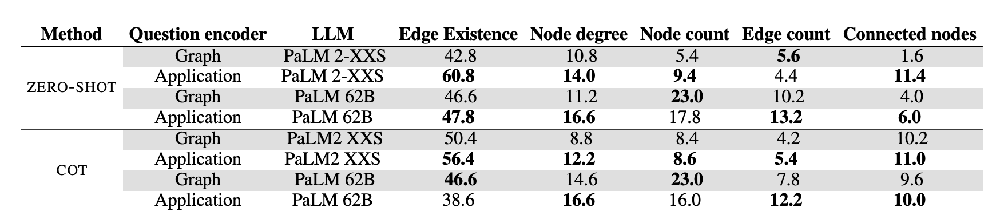 Method Question encoder LLM Edge Existence Node degree Node count Edge count Connected nodes
Graph PaLM 2-XXS 42.8 10.8 5.4 5.6 1.6
Application PaLM 2-XXS 60.8 14.0 9.4 4.4 11.4
ZERO-SHOT
Graph PaLM 62B 46.6 11.2 23.0 10.2 4.0
Application PaLM 62B 47.8 16.6 17.8 13.2 6.0
Graph PaLM2 XXS 50.4 8.8 8.4 4.2 10.2
Application PaLM2 XXS 56.4 12.2 8.6 5.4 11.0
COT
Graph PaLM 62B 46.6 14.6 23.0 7.8 9.6
Application PaLM 62B 38.6 16.6 16.0 12.2 10.0